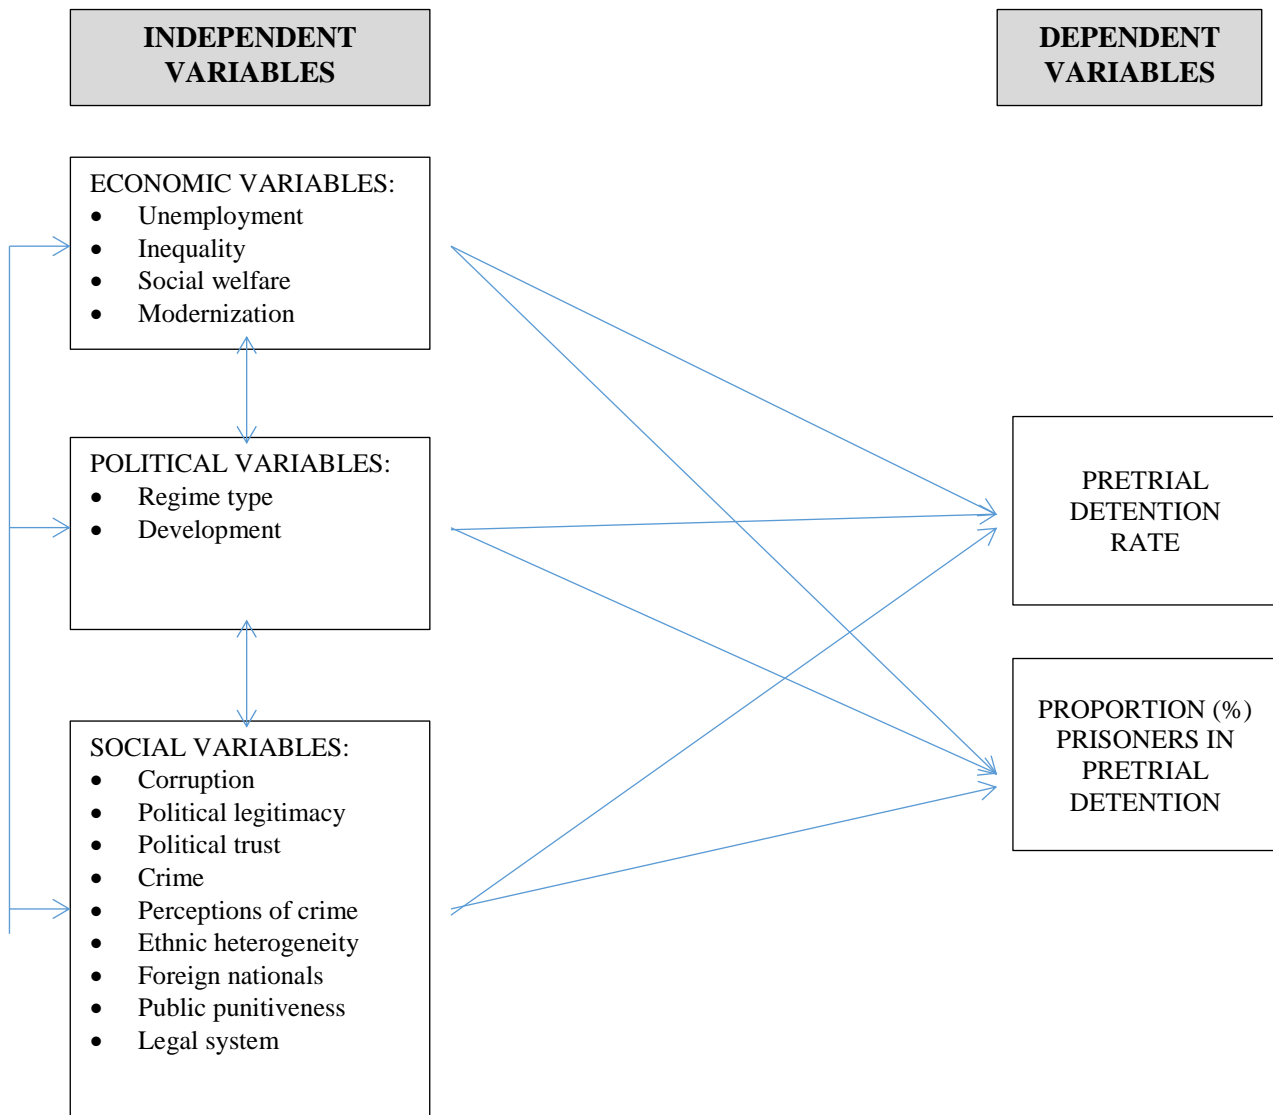 INDEPENDENT
VARIABLES
DEPENDENT
VARIABLES
ECONOMIC VARIABLES:
• Unemployment
• Inequality
• Social welfare
• Modernization
POLITICAL VARIABLES:
• Regime type
• Development
SOCIAL VARIABLES:
• Corruption
• Political legitimacy
• Political trust
• Crime
• Perceptions of crime
• Ethnic heterogeneity
• Foreign nationals
• Public punitiveness
• Legal system
PRETRIAL
DETENTION
RATE
PROPORTION (%)
PRISONERS IN
PRETRIAL
DETENTION